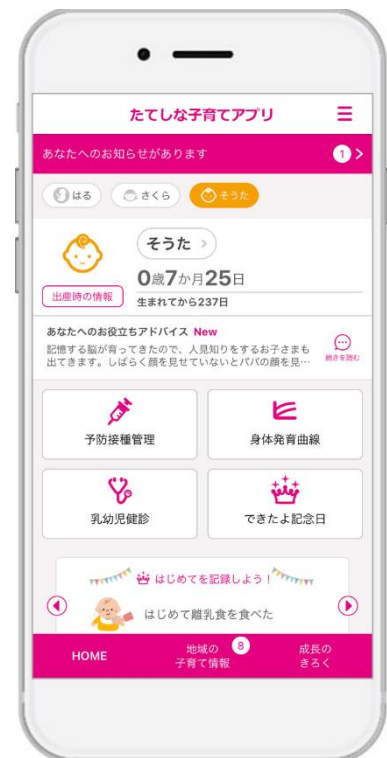 たてしな子育てアプリ
あなたへのお知らせがあります
1
はる
さくら
そうた
そうた
0歳7か月25日
出産時の情報
生まれてから237日
あなたへのお役立ちアドバイス New
記憶する脳が育ってきたので、人見知りをするお子さまも
出てきます。しばらく顔を見せていないとパパの顔を見…
続きを読む
予防接種管理
身体発育曲線
乳幼児健診
できたよ記念日
はじめてを記録しよう!
はじめて離乳食を食べた
HOME
地域の
子育て情報
8
成長の
きろく